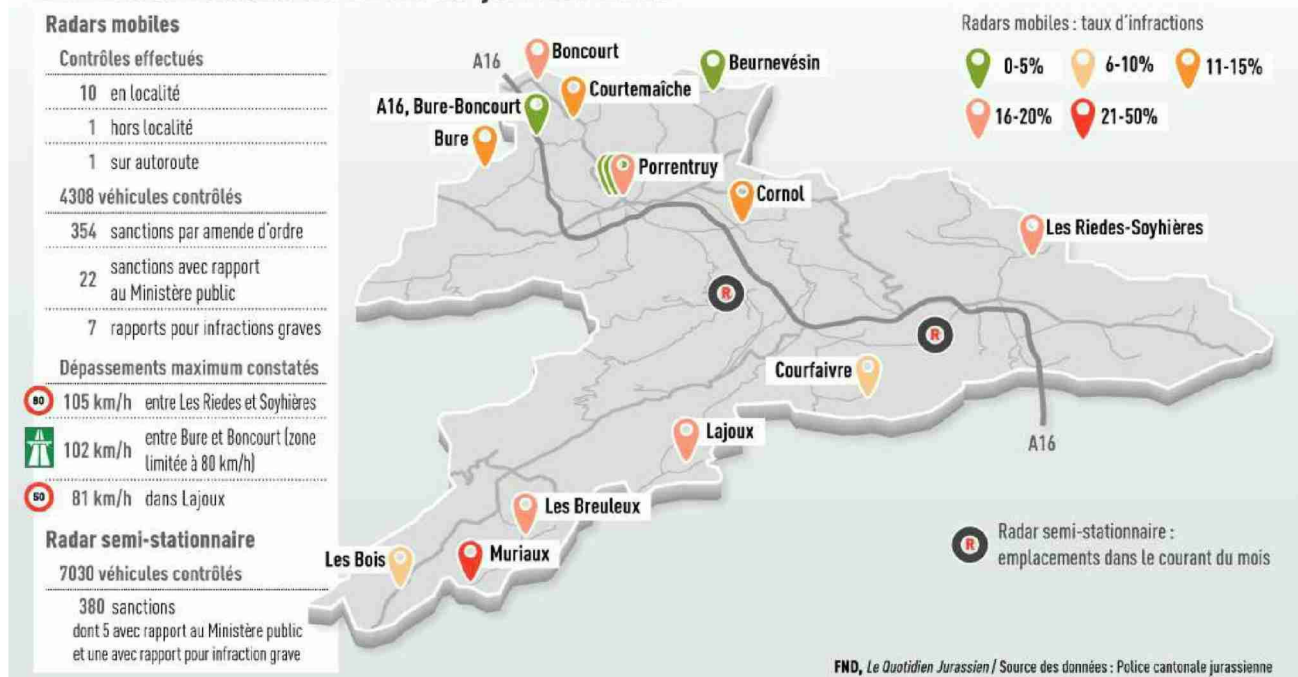 Radars mobiles
Contrôles effectués
10 en localité
1 hors localité
1 sur autoroute
4308 véhicules contrôlés
354 sanctions par amende d'ordre
22 sanctions avec rapport
au Ministère public
7 rapports pour infractions graves
Dépassements maximum constatés
80 105 km/h entre Les Riedes et Soyhières
102 km/h entre Bure et Boncourt (zone
limitée à 80 km/h)
50 81 km/h dans Lajoux
Radar semi-stationnaire
7030 véhicules contrôlés
380 sanctions
dont 5 avec rapport au Ministère public
et une avec rapport pour infraction grave
Radars mobiles : taux d'infractions
0-5% 6-10% 11-15%
16-20% 21-50%
A16
Boncourt
Beurnevésin
Courtemaîche
A16, Bure-Boncourt
Bure
Porrentruy
Cornol
Les Riedes-Soyhières
R
R
Courfaivre
Lajoux
A16
Les Breuleux
Les Bois
Muriaux
R
Radar semi-stationnaire :
emplacements dans le courant du mois
FND, Le Quotidien Jurassien / Source des données : Police cantonale jurassienne